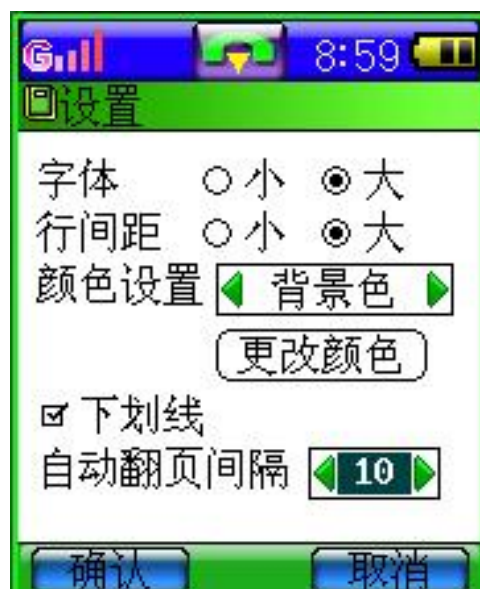 G 8:59
设置
字体 小 大
行间距 小 大
颜色设置 背景色
更改颜色
下划线
自动翻页间隔 10
确认 取消